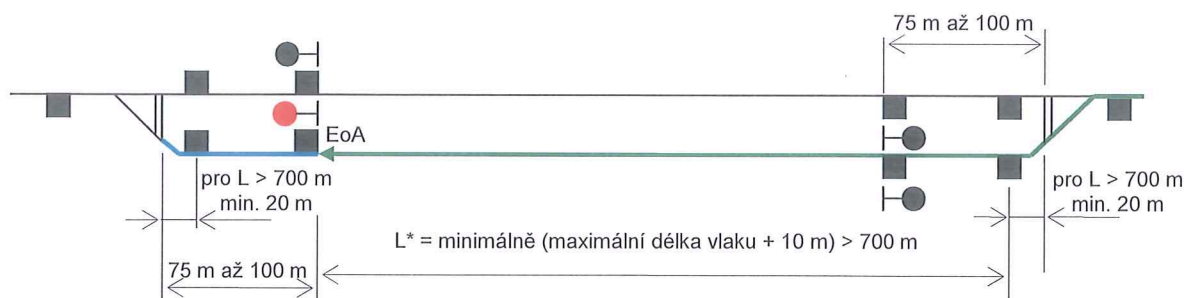 75 m až 100 m
EoA
pro L > 700 m
min. 20 m
pro L > 700 m
min. 20 m
L* = minimálně (maximální délka vlaku + 10 m) > 700 m
75 m až 100 m